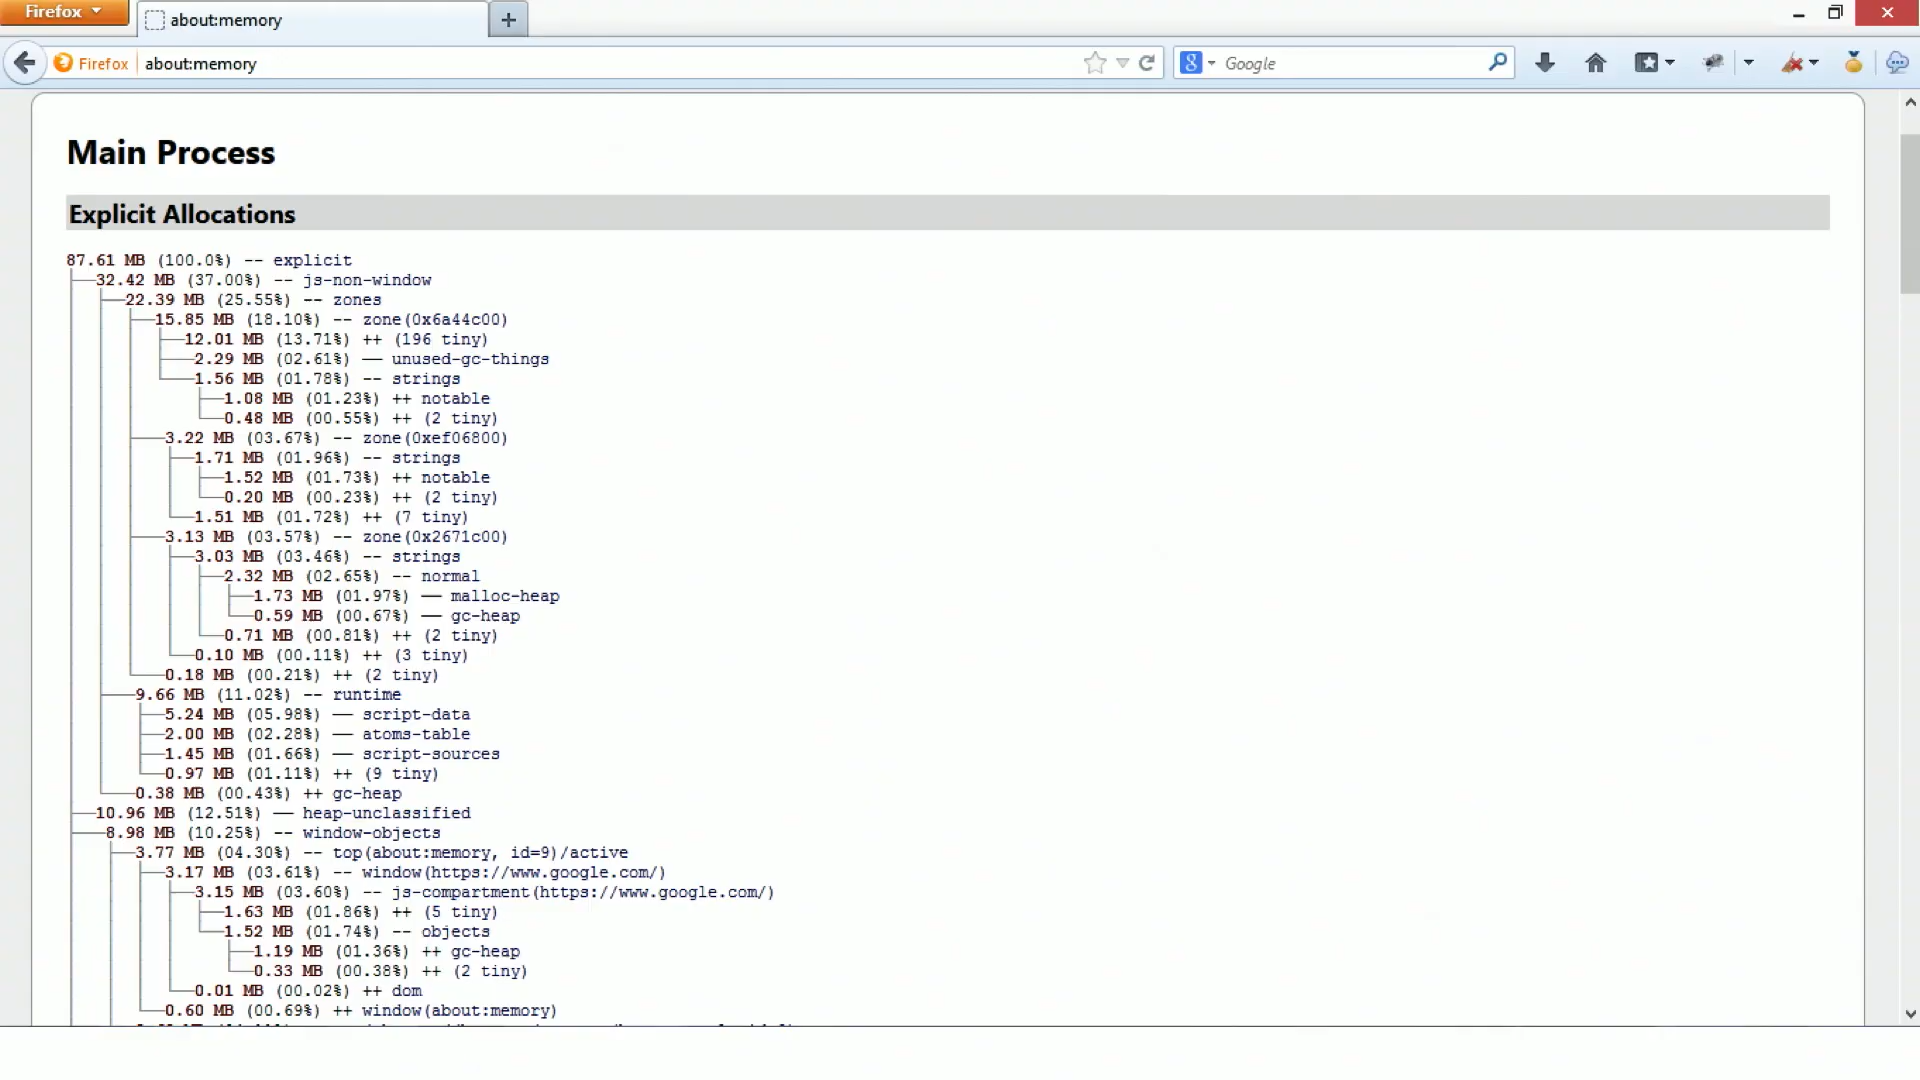 Firefox
about:memory
Firefox about:memory
Google
Main Process
Explicit Allocations
87.61 MB (100.0%) -- explicit
├──32.42 MB (37.00%) -- js-non-window
│ ├──22.39 MB (25.55%) -- zones
│ │ ├──15.85 MB (18.10%) -- zone(0x6a44c00)
│ │ │ ├──12.01 MB (13.71%) ++ (196 tiny)
│ │ │ ├───2.29 MB (02.61%) ── unused-gc-things
│ │ │ └───1.56 MB (01.78%) -- strings
│ │ │ ├──1.08 MB (01.23%) ++ notable
│ │ │ └──0.48 MB (00.55%) ++ (2 tiny)
│ │ ├───3.22 MB (03.67%) -- zone(0xef06800)
│ │ │ ├──1.71 MB (01.96%) -- strings
│ │ │ │ ├──1.52 MB (01.73%) ++ notable
│ │ │ │ └──0.20 MB (00.23%) ++ (2 tiny)
│ │ │ └──1.51 MB (01.72%) ++ (7 tiny)
│ │ ├───3.13 MB (03.57%) -- zone(0x2671c00)
│ │ │ ├──3.03 MB (03.46%) -- strings
│ │ │ │ ├──2.32 MB (02.65%) -- normal
│ │ │ │ │ ├──1.73 MB (01.97%) ── malloc-heap
│ │ │ │ │ └──0.59 MB (00.67%) ── gc-heap
│ │ │ │ └──0.71 MB (00.81%) ++ (2 tiny)
│ │ │ └──0.10 MB (00.11%) ++ (3 tiny)
│ │ └───0.18 MB (00.21%) ++ (2 tiny)
│ ├───9.66 MB (11.02%) -- runtime
│ │ ├──5.24 MB (05.98%) ── script-data
│ │ ├──2.00 MB (02.28%) ── atoms-table
│ │ ├──1.45 MB (01.66%) ── script-sources
│ │ └──0.97 MB (01.11%) ++ (9 tiny)
│ └───0.38 MB (00.43%) ++ gc-heap
├──10.96 MB (12.51%) ── heap-unclassified
├───8.98 MB (10.25%) -- window-objects
│ ├──3.77 MB (04.30%) -- top(about:memory, id=9)/active
│ │ ├──3.17 MB (03.61%) -- window(https://www.google.com/)
│ │ │ ├──3.15 MB (03.60%) -- js-compartment(https://www.google.com/)
│ │ │ │ ├──1.63 MB (01.86%) ++ (5 tiny)
│ │ │ │ └──1.52 MB (01.74%) -- objects
│ │ │ │ ├──1.19 MB (01.36%) ++ gc-heap
│ │ │ │ └──0.33 MB (00.38%) ++ (2 tiny)
│ │ │ └──0.01 MB (00.02%) ++ dom
│ │ └──0.60 MB (00.69%) ++ window(about:memory)